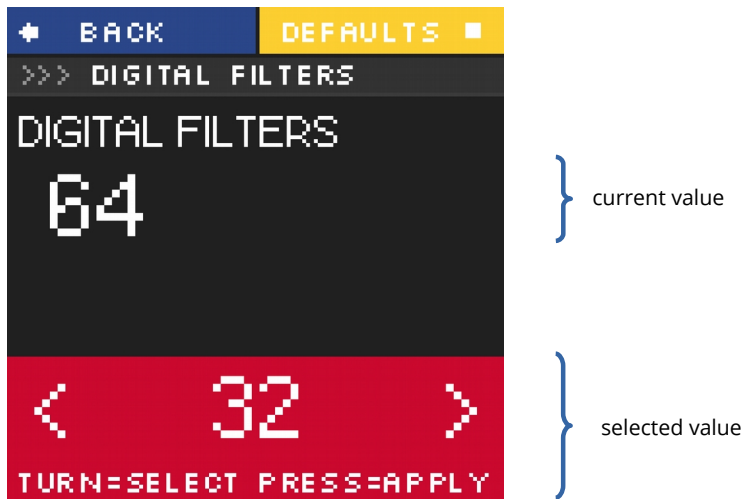 BACK DEFAULTS
>>> DIGITAL FILTERS
DIGITAL FILTERS
64
current value
< 32 >
selected value
TURN=SELECT PRESS=APPLY